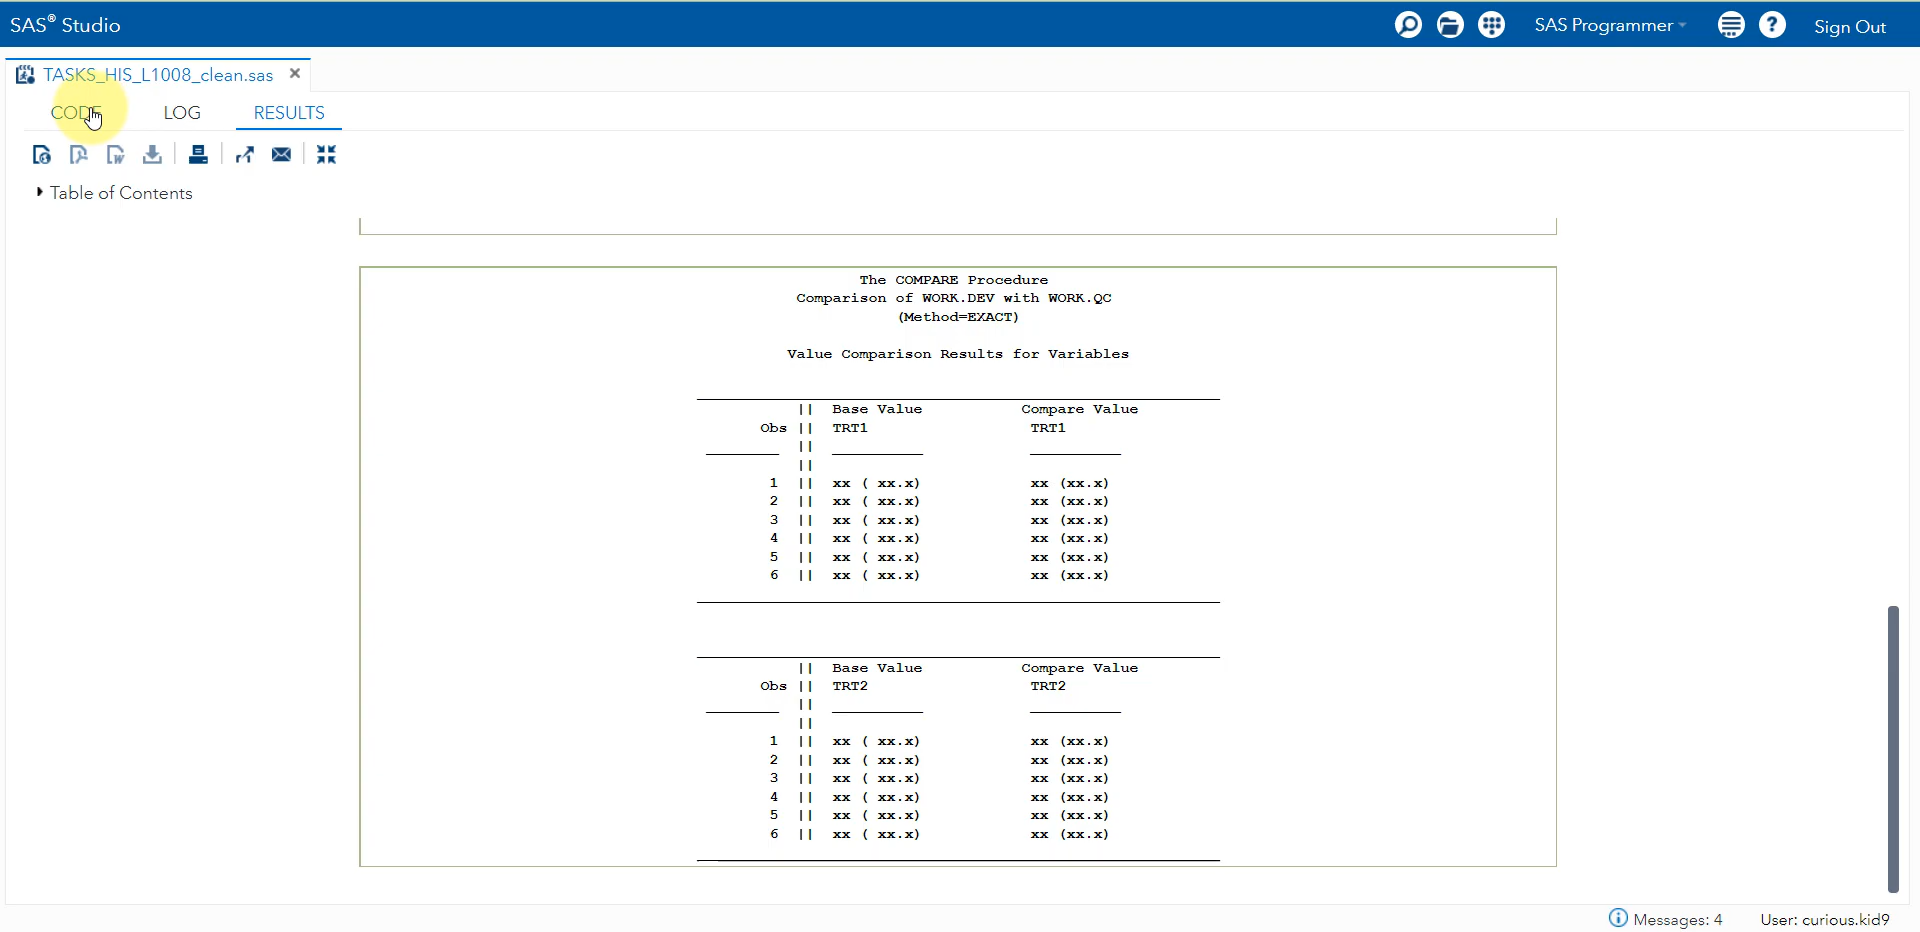 SAS® Studio
SAS Programmer
Sign Out
TASKS_HIS_L1008_clean.sas
CODE LOG RESULTS
Table of Contents
The COMPARE Procedure
Comparison of WORK.DEV with WORK.QC
(Method=EXACT)
Value Comparison Results for Variables
|| Base Value Compare Value
Obs || TRT1 TRT1
||
||
1 || xx ( xx.x) xx (xx.x)
2 || xx ( xx.x) xx (xx.x)
3 || xx ( xx.x) xx (xx.x)
4 || xx ( xx.x) xx (xx.x)
5 || xx ( xx.x) xx (xx.x)
6 || xx ( xx.x) xx (xx.x)
|| Base Value Compare Value
Obs || TRT2 TRT2
||
||
1 || xx ( xx.x) xx (xx.x)
2 || xx ( xx.x) xx (xx.x)
3 || xx ( xx.x) xx (xx.x)
4 || xx ( xx.x) xx (xx.x)
5 || xx ( xx.x) xx (xx.x)
6 || xx ( xx.x) xx (xx.x)
Messages: 4 User: curious.kid9